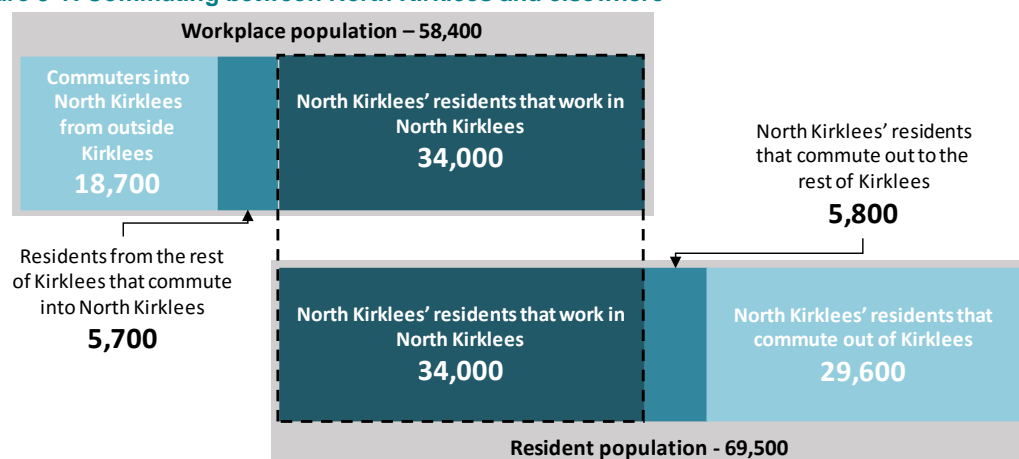 Workplace population – 58,400
Commuters into
North Kirklees
from outside
Kirklees
18,700
North Kirklees' residents that work in
North Kirklees
34,000
North Kirklees' residents
that commute out to the
rest of Kirklees
5,800
Residents from the rest
of Kirklees that commute
into North Kirklees
5,700
North Kirklees' residents that work in
North Kirklees
34,000
North Kirklees' residents that
commute out of Kirklees
29,600
Resident population - 69,500